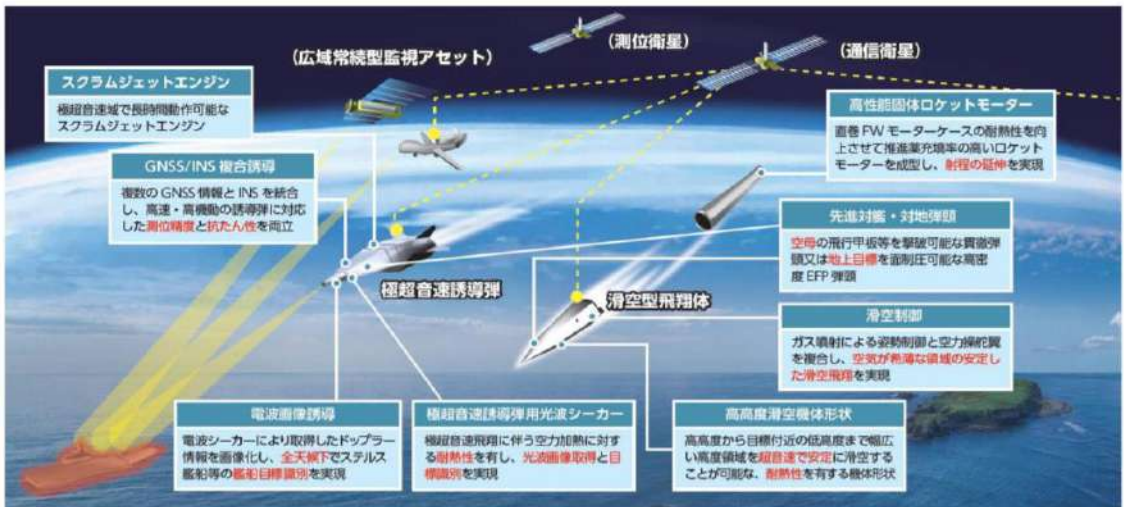 （測位衛星）
（通信衛星）
（広域常続型監視アセット）
スクラムジェットエンジン
極超音速域で長時間動作可能な
スクラムジェットエンジン
GNSS/INS 複合誘導
複数の GNSS 情報と INS を統合
し、高速・高機動の誘導弾に対応
した測位精度と抗たん性を両立
高性能固体ロケットモーター
直巻 FW モーターケースの耐熱性を向
上させて推進薬充填率の高いロケット
モーターを成型し、射程の延伸を実現
先進対艦・対地弾頭
空母の飛行甲板等を撃破可能な貫徹弾
頭又は地上目標を面制圧可能な高密
度 EFP 弾頭
極超音速誘導弾
滑空型飛翔体
滑空制御
ガス噴射による姿勢制御と空力操舵翼
を複合し、空気が希薄な領域の安定し
た滑空飛翔を実現
電波画像誘導
電波シーカーにより取得したドップラー
情報を画像化し、全天候下でステルス
艦船等の艦船目標識別を実現
極超音速誘導弾用光波シーカー
極超音速飛翔に伴う空力加熱に対す
る耐熱性を有し、光波画像取得と目
標識別を実現
高高度滑空機体形状
高高度から目標付近の低高度まで幅広
い高度領域を超音速で安定に滑空する
ことが可能な、耐熱性を有する機体形状